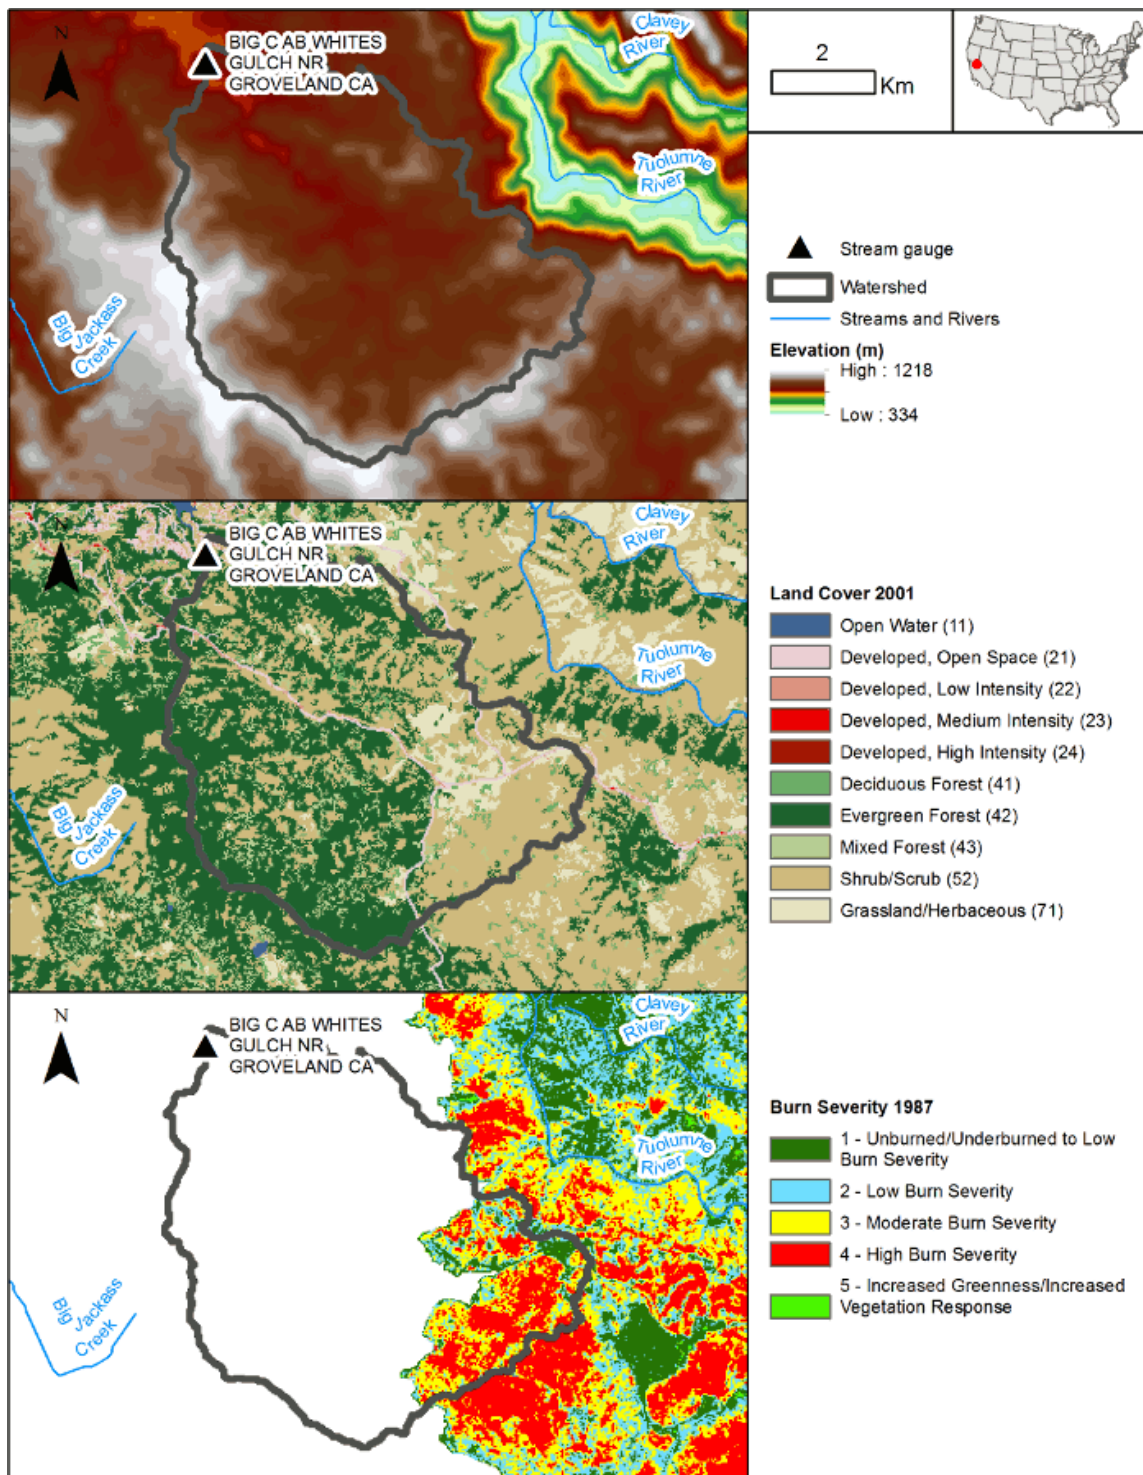 N
BIG C AB WHITES
GULCH NR
GROVELAND CA
Clavey
River
Tuolumne
River
Big
Jackass
Creek
2
Km
Stream gauge
Watershed
Streams and Rivers
Elevation (m)
High : 1218
Low : 334
N
BIG C AB WHITES
GULCH NR
GROVELAND CA
Clavey
River
Tuolumne
River
Big
Jackass
Creek
Land Cover 2001
Open Water (11)
Developed, Open Space (21)
Developed, Low Intensity (22)
Developed, Medium Intensity (23)
Developed, High Intensity (24)
Deciduous Forest (41)
Evergreen Forest (42)
Mixed Forest (43)
Shrub/Scrub (52)
Grassland/Herbaceous (71)
N
BIG C AB WHITES
GULCH NR
GROVELAND CA
Clavey
River
Tuolumne
River
Big
Jackass
Creek
Burn Severity 1987
1 - Unburned/Underburned to Low
Burn Severity
2 - Low Burn Severity
3 - Moderate Burn Severity
4 - High Burn Severity
5 - Increased Greenness/Increased
Vegetation Response